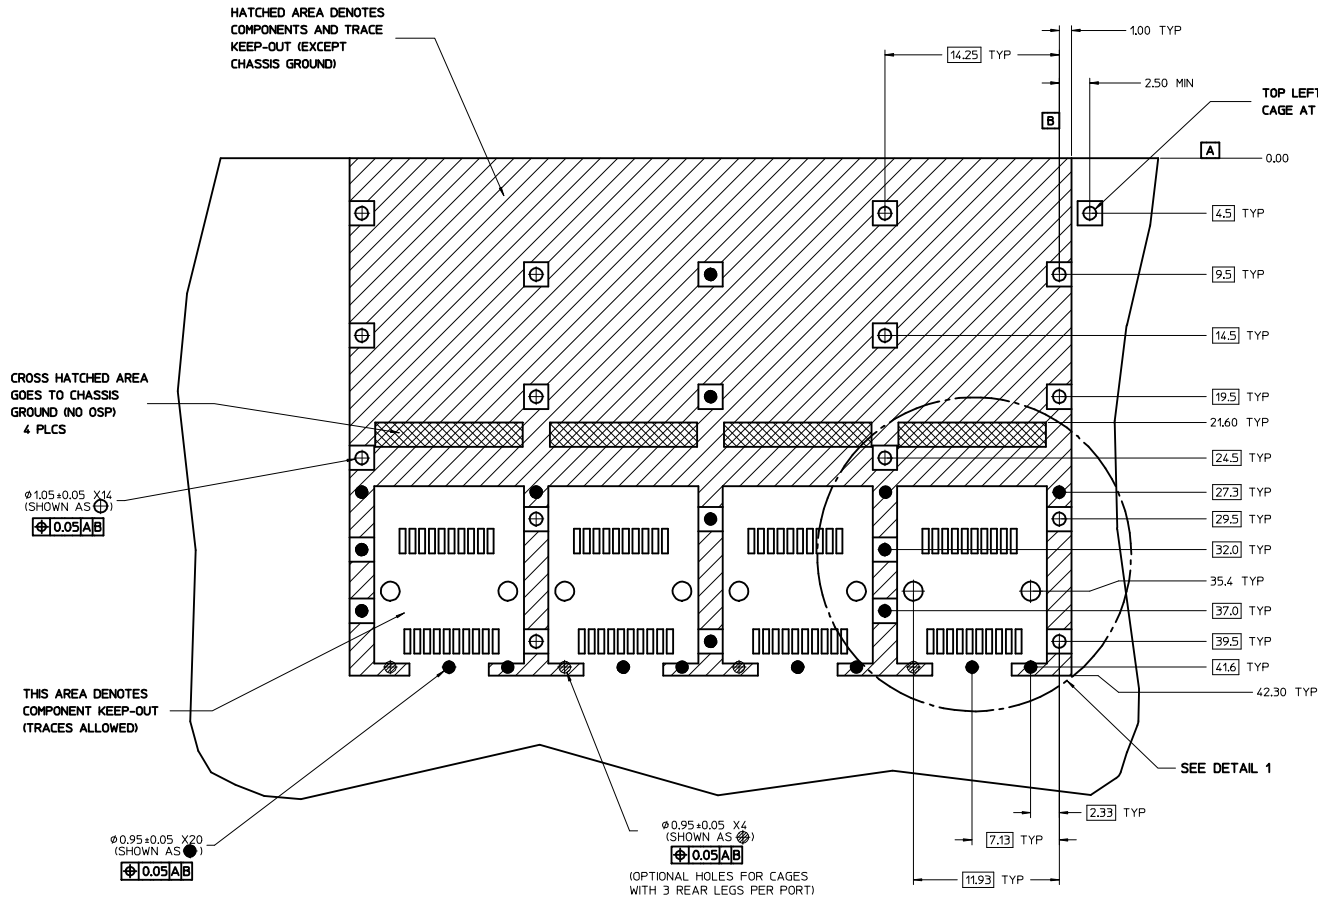 HATCHED AREA DENOTES
COMPONENTS AND TRACE
KEEP-OUT (EXCEPT
CHASSIS GROUND)
1.00 TYP
14.25 TYP
2.50 MIN
TOP LEFT
CAGE AT
B
A
0.00
4.5 TYP
9.5 TYP
14.5 TYP
CROSS HATCHED AREA
GOES TO CHASSIS
GROUND (NO OSP)
4 PLCS
19.5 TYP
21.60 TYP
24.5 TYP
27.3 TYP
⌀1.05±0.05 X14
(SHOWN AS ⌖)
⌖ 0.05 A B
29.5 TYP
32.0 TYP
35.4 TYP
37.0 TYP
39.5 TYP
41.6 TYP
42.30 TYP
THIS AREA DENOTES
COMPONENT KEEP-OUT
(TRACES ALLOWED)
SEE DETAIL 1
2.33 TYP
7.13 TYP
11.93 TYP
⌀0.95±0.05 X20
(SHOWN AS ●)
⌖ 0.05 A B
⌀0.95±0.05 X4
(SHOWN AS )
⌖ 0.05 A B
(OPTIONAL HOLES FOR CAGES
WITH 3 REAR LEGS PER PORT)